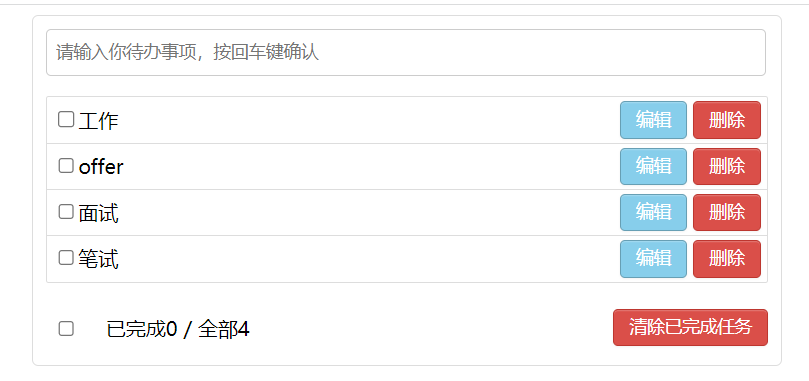 请输入你待办事项，按回车键确认
工作 编辑 删除
offer 编辑 删除
面试 编辑 删除
笔试 编辑 删除
已完成0 / 全部4 清除已完成任务